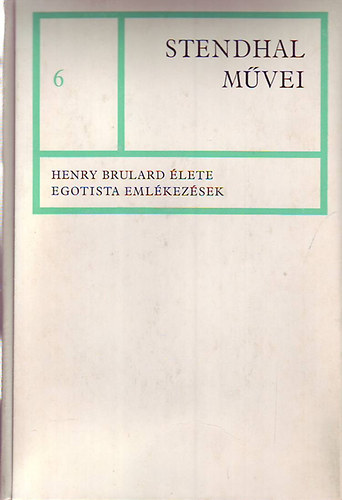 6
STENDHAL
MŰVEI
HENRY BRULARD ÉLETE
EGOTISTA EMLÉKEZÉSEK